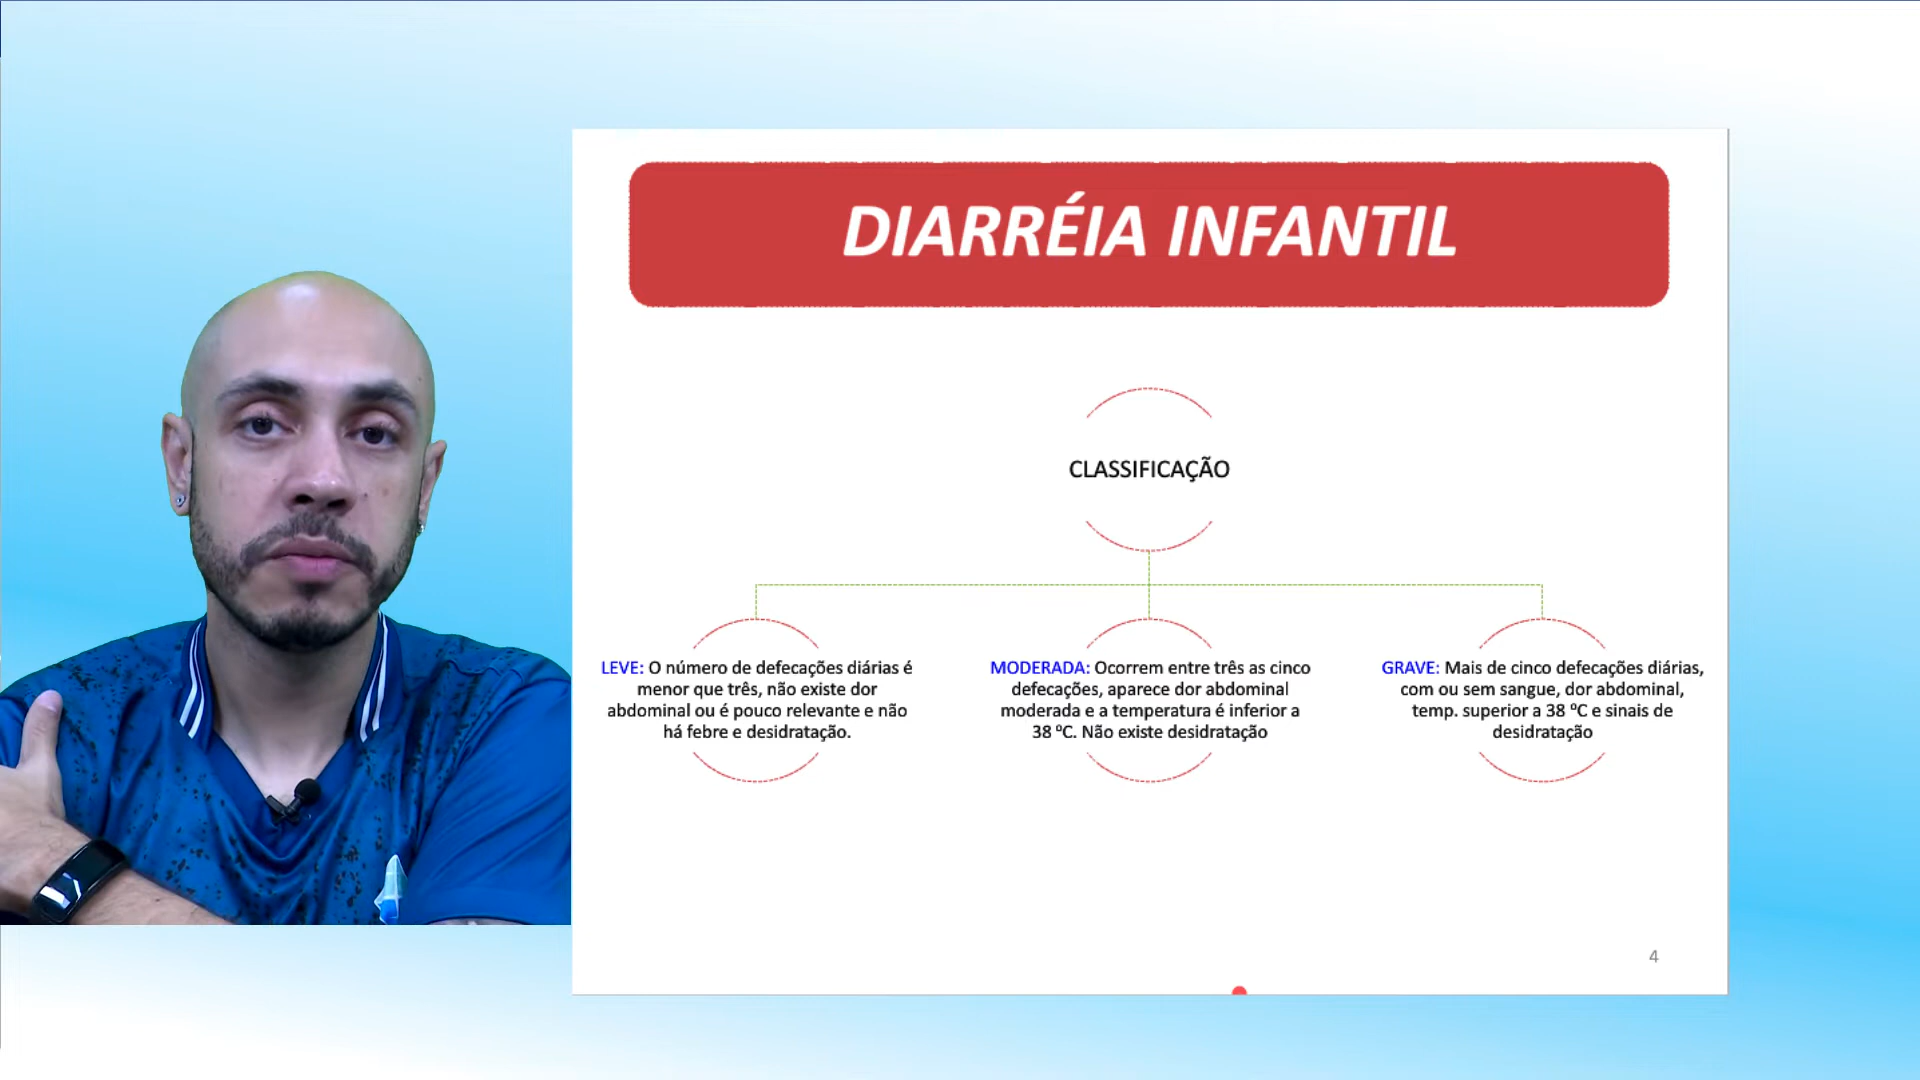 DIARRÉIA INFANTIL
CLASSIFICAÇÃO
LEVE: O número de defecações diárias é
menor que três, não existe dor
abdominal ou é pouco relevante e não
há febre e desidratação.
MODERADA: Ocorrem entre três as cinco
defecações, aparece dor abdominal
moderada e a temperatura é inferior a
38 ºC. Não existe desidratação
GRAVE: Mais de cinco defecações diárias,
com ou sem sangue, dor abdominal,
temp. superior a 38 ºC e sinais de
desidratação
4